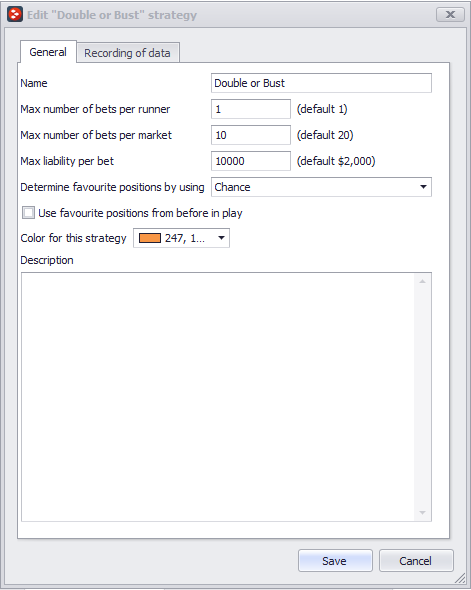 Edit "Double or Bust" strategy
General
Recording of data
Name
Double or Bust
Max number of bets per runner
1
(default 1)
Max number of bets per market
10
(default 20)
Max liability per bet
10000
(default $2,000)
Determine favourite positions by using
Chance
Use favourite positions from before in play
Color for this strategy
247, 1...
Description
Save
Cancel